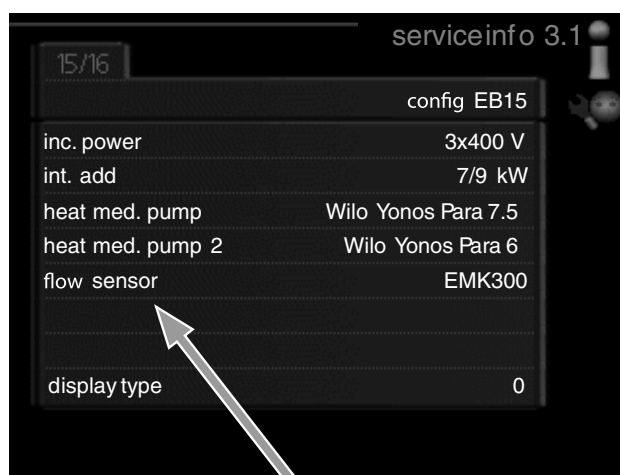 serviceinfo 3.1
15/16
config EB15
inc. power 3x400 V
int. add 7/9 kW
heat med. pump Wilo Yonos Para 7.5
heat med. pump 2 Wilo Yonos Para 6
flow sensor EMK300
display type 0